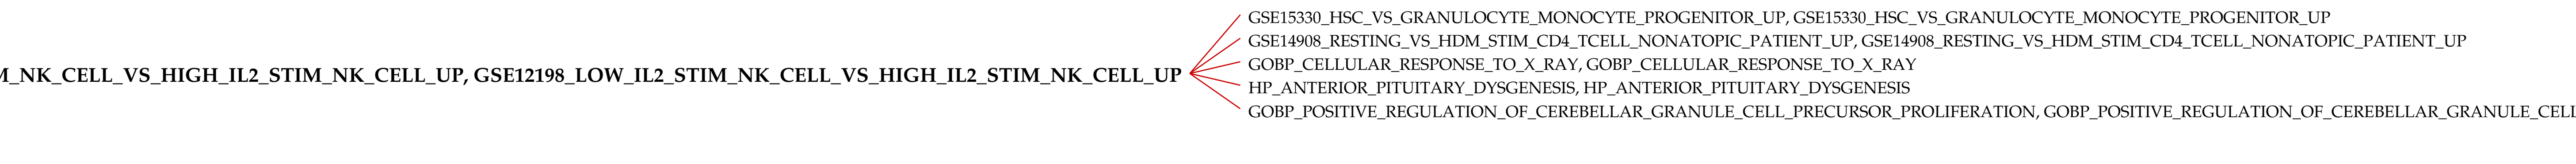 GSE15330_HSC_VS_GRANULOCYTE_MONOCYTE_PROGENITOR_UP, GSE15330_HSC_VS_GRANULOCYTE_MONOCYTE_PROGENITOR_UP
GSE14908_RESTING_VS_HDM_STIM_CD4_TCELL_NONATOPIC_PATIENT_UP, GSE14908_RESTING_VS_HDM_STIM_CD4_TCELL_NONATOPIC_PATIENT_UP
GOBP_CELLULAR_RESPONSE_TO_X_RAY, GOBP_CELLULAR_RESPONSE_TO_X_RAY
M_NK_CELL_VS_HIGH_IL2_STIM_NK_CELL_UP, GSE12198_LOW_IL2_STIM_NK_CELL_VS_HIGH_IL2_STIM_NK_CELL_UP
HP_ANTERIOR_PITUITARY_DYSGENESIS, HP_ANTERIOR_PITUITARY_DYSGENESIS
GOBP_POSITIVE_REGULATION_OF_CEREBELLAR_GRANULE_CELL_PRECURSOR_PROLIFERATION, GOBP_POSITIVE_REGULATION_OF_CEREBELLAR_GRANULE_CELL